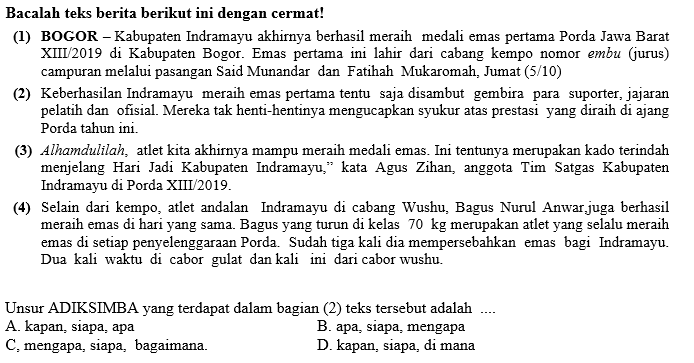 Bacalah teks berita berikut ini dengan cermat!
(1) BOGOR – Kabupaten Indramayu akhirnya berhasil meraih medali emas pertama Porda Jawa Barat
XIII/2019 di Kabupaten Bogor. Emas pertama ini lahir dari cabang kempo nomor embu (jurus)
campuran melalui pasangan Said Munandar dan Fatihah Mukaromah, Jumat (5/10)
(2) Keberhasilan Indramayu meraih emas pertama tentu saja disambut gembira para suporter, jajaran
pelatih dan ofisial. Mereka tak henti-hentinya mengucapkan syukur atas prestasi yang diraih di ajang
Porda tahun ini.
(3) Alhamdulilah, atlet kita akhirnya mampu meraih medali emas. Ini tentunya merupakan kado terindah
menjelang Hari Jadi Kabupaten Indramayu,” kata Agus Zihan, anggota Tim Satgas Kabupaten
Indramayu di Porda XIII/2019.
(4) Selain dari kempo, atlet andalan Indramayu di cabang Wushu, Bagus Nurul Anwar,juga berhasil
meraih emas di hari yang sama. Bagus yang turun di kelas 70 kg merupakan atlet yang selalu meraih
emas di setiap penyelenggaraan Porda. Sudah tiga kali dia mempersebahkan emas bagi Indramayu.
Dua kali waktu di cabor gulat dan kali ini dari cabor wushu.
Unsur ADIKSIMBA yang terdapat dalam bagian (2) teks tersebut adalah ....
A. kapan, siapa, apa B. apa, siapa, mengapa
C, mengapa, siapa, bagaimana. D. kapan, siapa, di mana